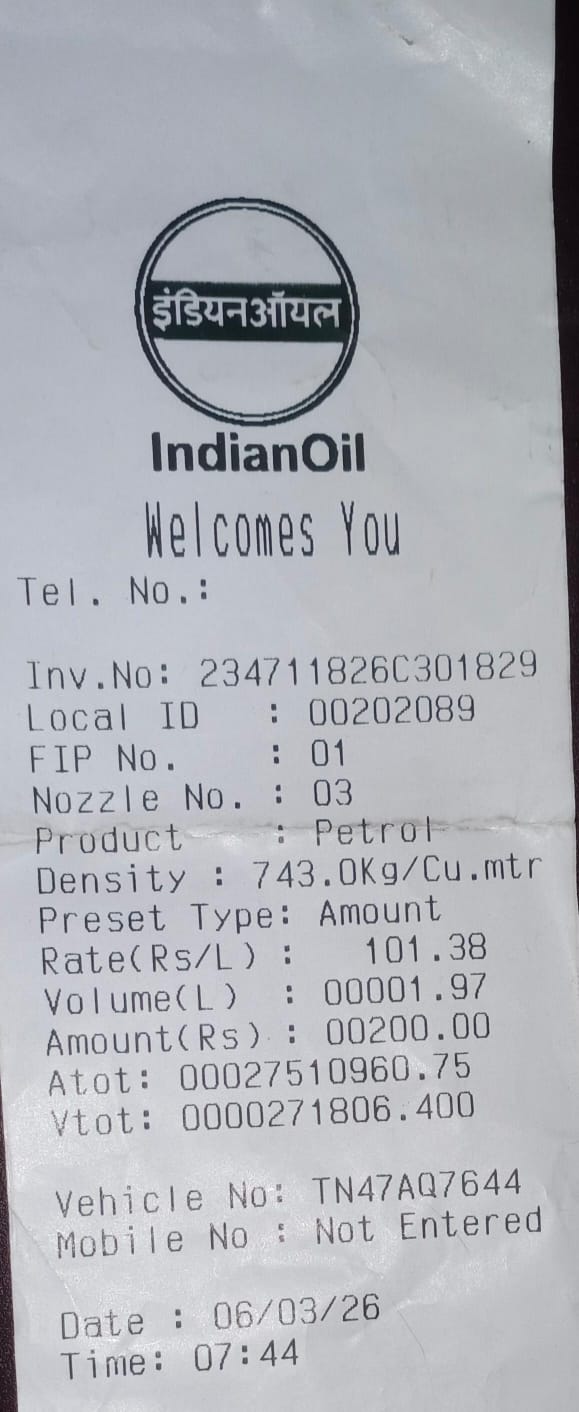 इंडियनऑयल
IndianOil
Welcomes You
Tel. No.:
Inv.No: 234711826C301829
Local ID : 00202089
FIP No. : 01
Nozzle No. : 03
Product : Petrol
Density : 743.0Kg/Cu.mtr
Preset Type: Amount
Rate(Rs/L) : 101.38
Volume(L) : 00001.97
Amount(Rs) : 00200.00
Atot: 00027510960.75
Vtot: 0000271806.400
Vehicle No: TN47AQ7644
Mobile No : Not Entered
Date : 06/03/26
Time: 07:44